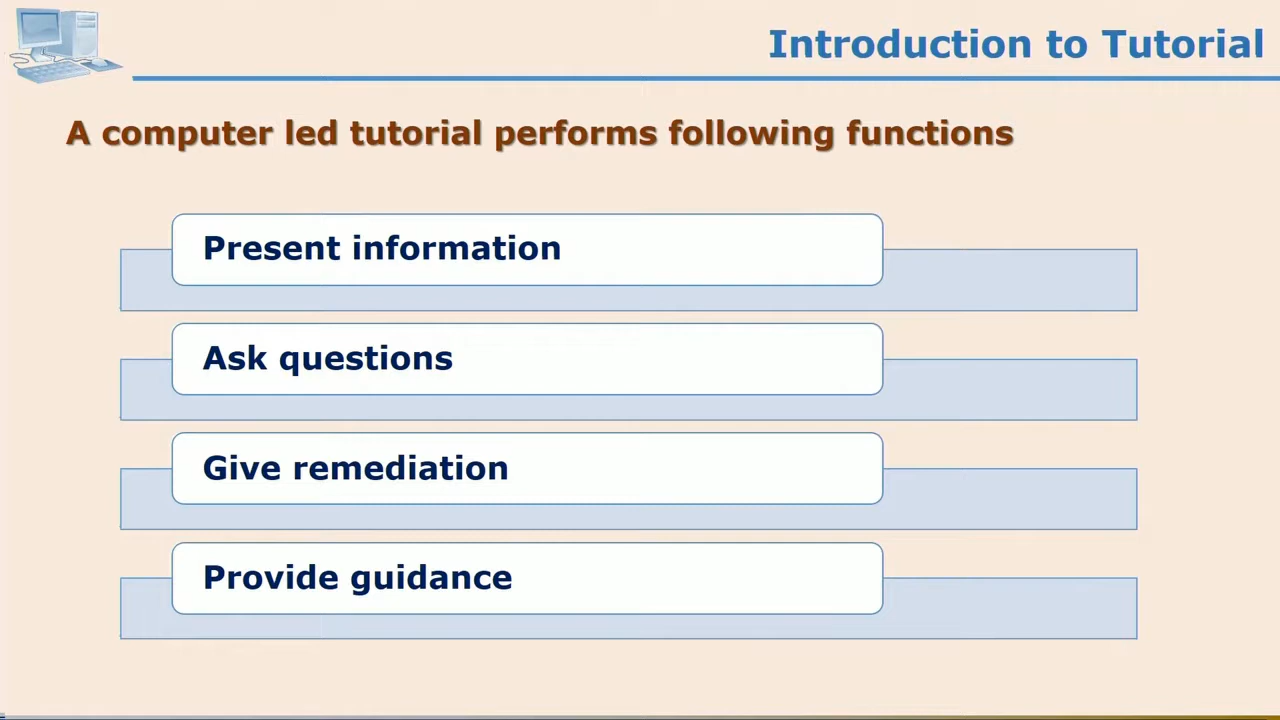 Introduction to Tutorial
A computer led tutorial performs following functions
Present information
Ask questions
Give remediation
Provide guidance